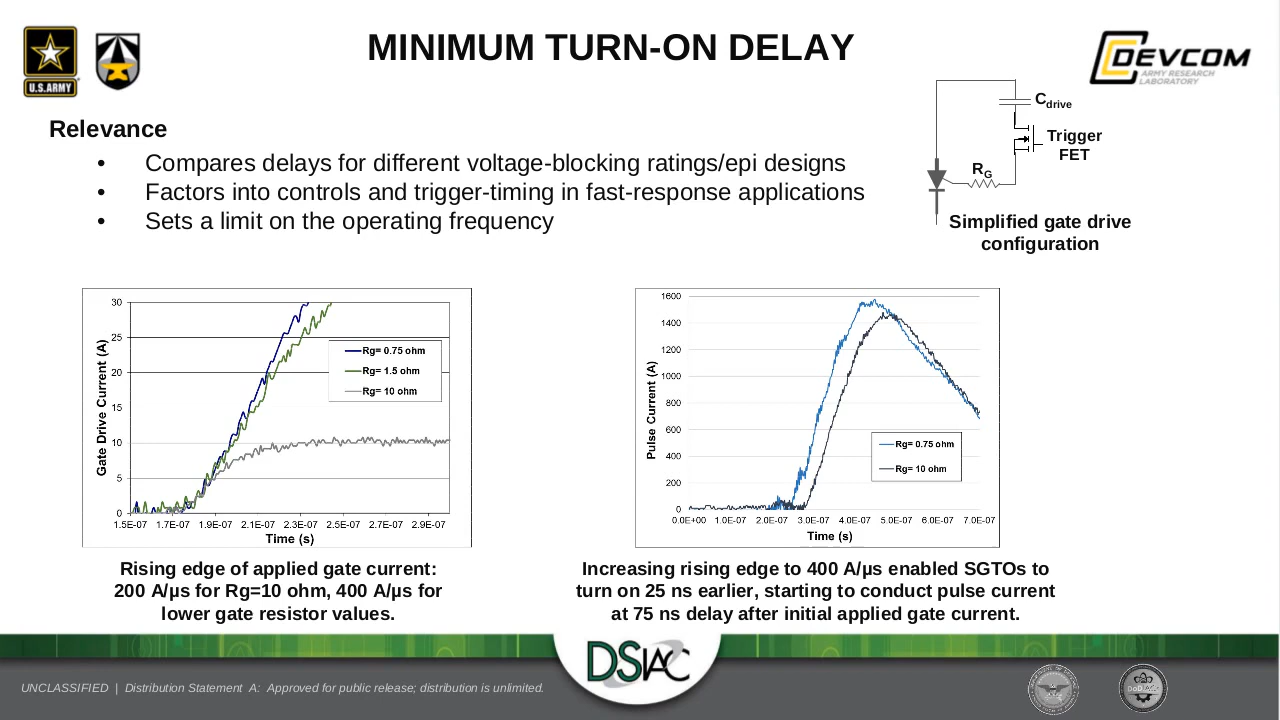 MINIMUM TURN-ON DELAY
U.S.ARMY
DEVCOM
ARMY RESEARCH
LABORATORY
Relevance
• Compares delays for different voltage-blocking ratings/epi designs
• Factors into controls and trigger-timing in fast-response applications
• Sets a limit on the operating frequency
Cdrive
Trigger
FET
RG
Simplified gate drive
configuration
Gate Drive Current (A)
30
25
20
15
10
5
0
1.5E-07 1.7E-07 1.9E-07 2.1E-07 2.3E-07 2.5E-07 2.7E-07 2.9E-07
Time (s)
Rg= 0.75 ohm
Rg= 1.5 ohm
Rg= 10 ohm
Pulse Current (A)
1600
1400
1200
1000
800
600
400
200
0
0.0E+00 1.0E-07 2.0E-07 3.0E-07 4.0E-07 5.0E-07 6.0E-07 7.0E-07
Time (s)
Rg= 0.75 ohm
Rg= 10 ohm
Rising edge of applied gate current:
200 A/µs for Rg=10 ohm, 400 A/µs for
lower gate resistor values.
Increasing rising edge to 400 A/µs enabled SGTOs to
turn on 25 ns earlier, starting to conduct pulse current
at 75 ns delay after initial applied gate current.
DSIAC
UNCLASSIFIED | Distribution Statement A: Approved for public release; distribution is unlimited.
DoDIAC